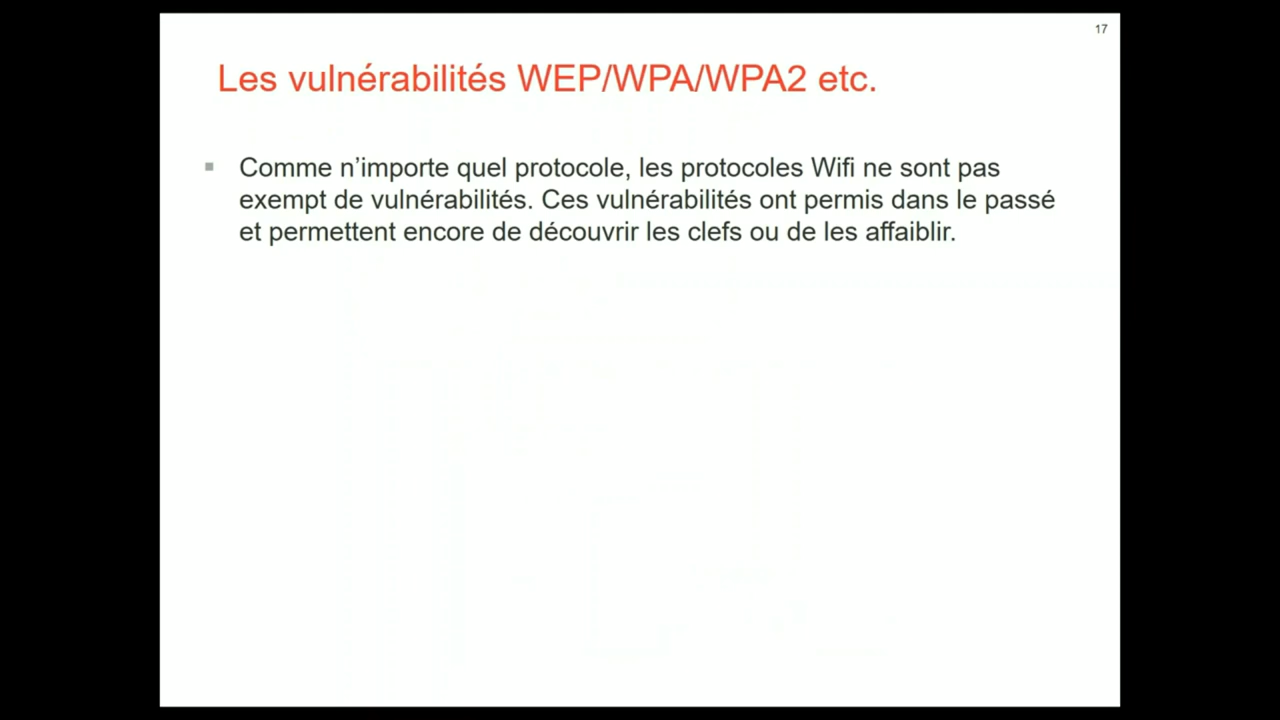 17
Les vulnérabilités WEP/WPA/WPA2 etc.
Comme n’importe quel protocole, les protocoles Wifi ne sont pas
exempt de vulnérabilités. Ces vulnérabilités ont permis dans le passé
et permettent encore de découvrir les clefs ou de les affaiblir.